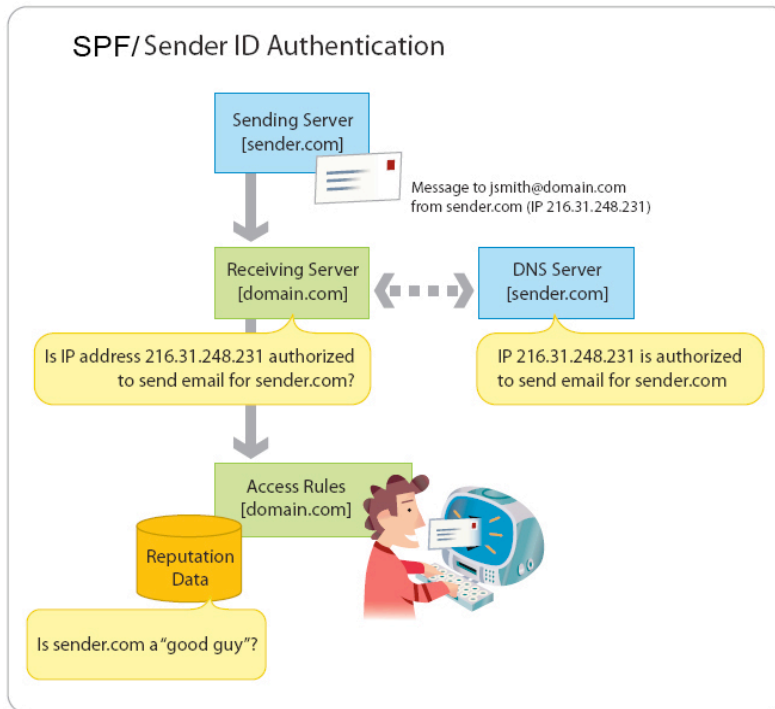 SPF/Sender ID Authentication
Sending Server
[sender.com]
Message to jsmith@domain.com
from sender.com (IP 216.31.248.231)
Receiving Server
[domain.com]
DNS Server
[sender.com]
Is IP address 216.31.248.231 authorized
to send email for sender.com?
IP 216.31.248.231 is authorized
to send email for sender.com
Access Rules
[domain.com]
Reputation
Data
Is sender.com a “good guy”?